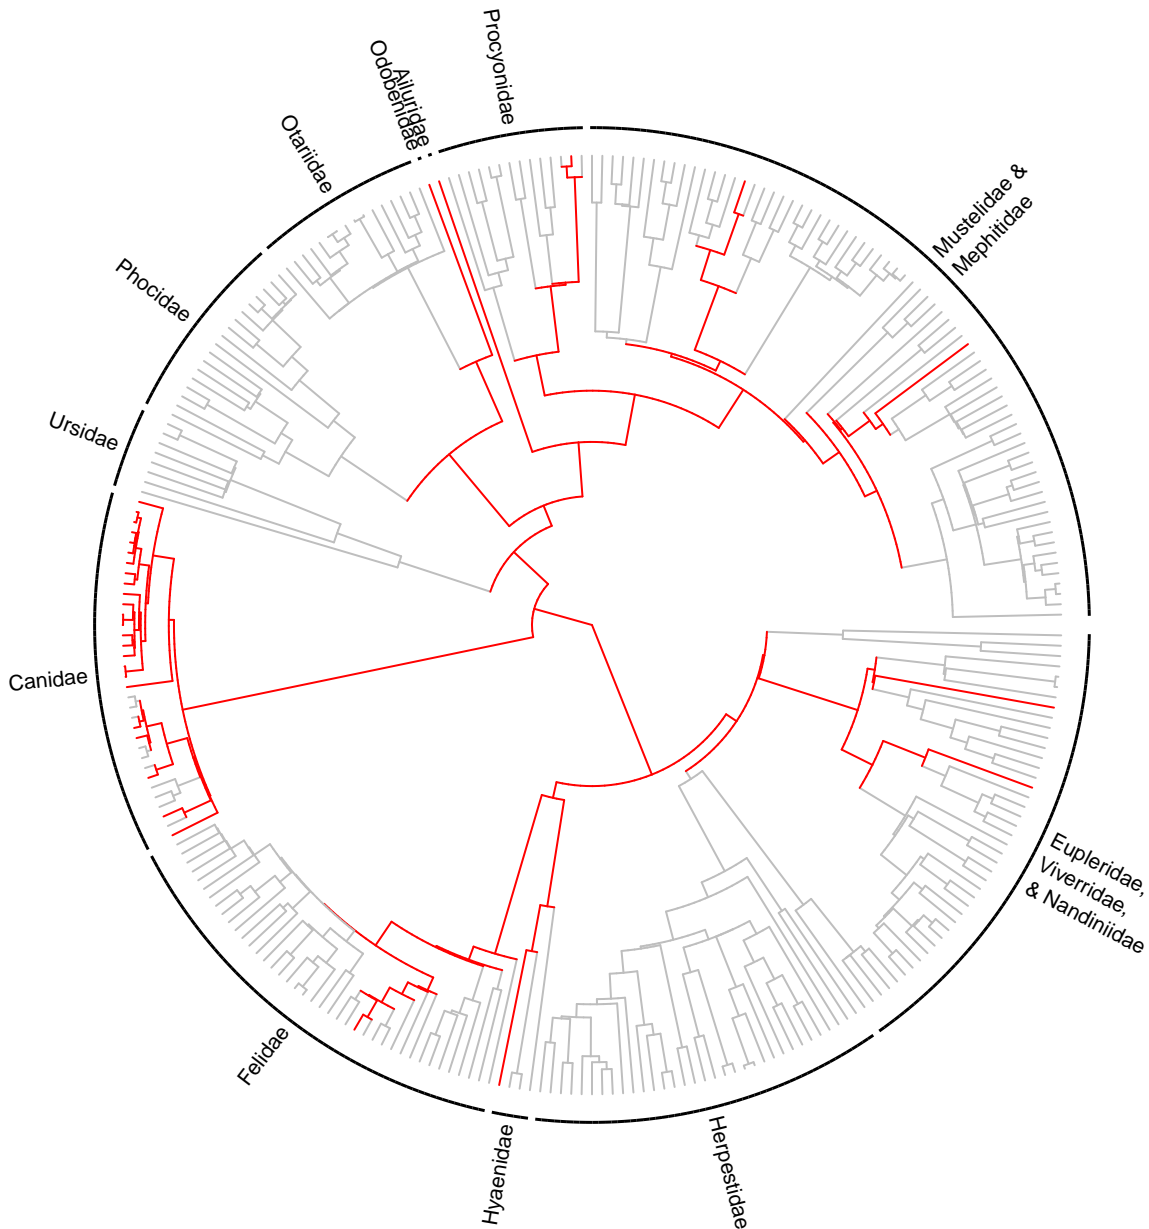 Procyonidae
Ailuridae
Odobenidae
Otariidae
Mustelidae &
Mephitidae
Phocidae
Ursidae
Canidae
Eupleridae,
Viverridae,
& Nandiniidae
Felidae
Hyaenidae
Herpestidae